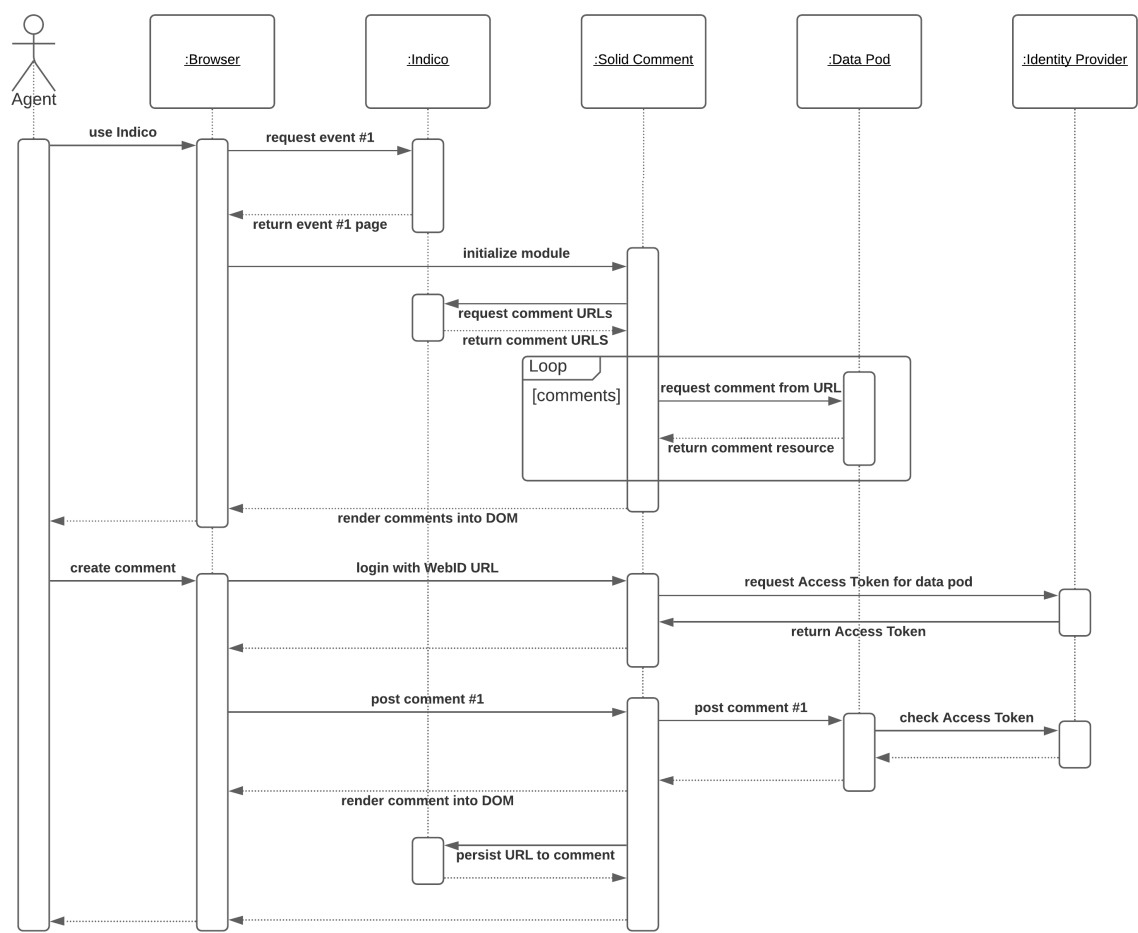 :Browser
:Indico
:Solid Comment
:Data Pod
:Identity Provider
Agent
use Indico
request event #1
return event #1 page
initialize module
request comment URLs
return comment URLS
Loop
[comments]
request comment from URL
return comment resource
render comments into DOM
create comment
login with WebID URL
request Access Token for data pod
return Access Token
post comment #1
post comment #1
check Access Token
render comment into DOM
persist URL to comment